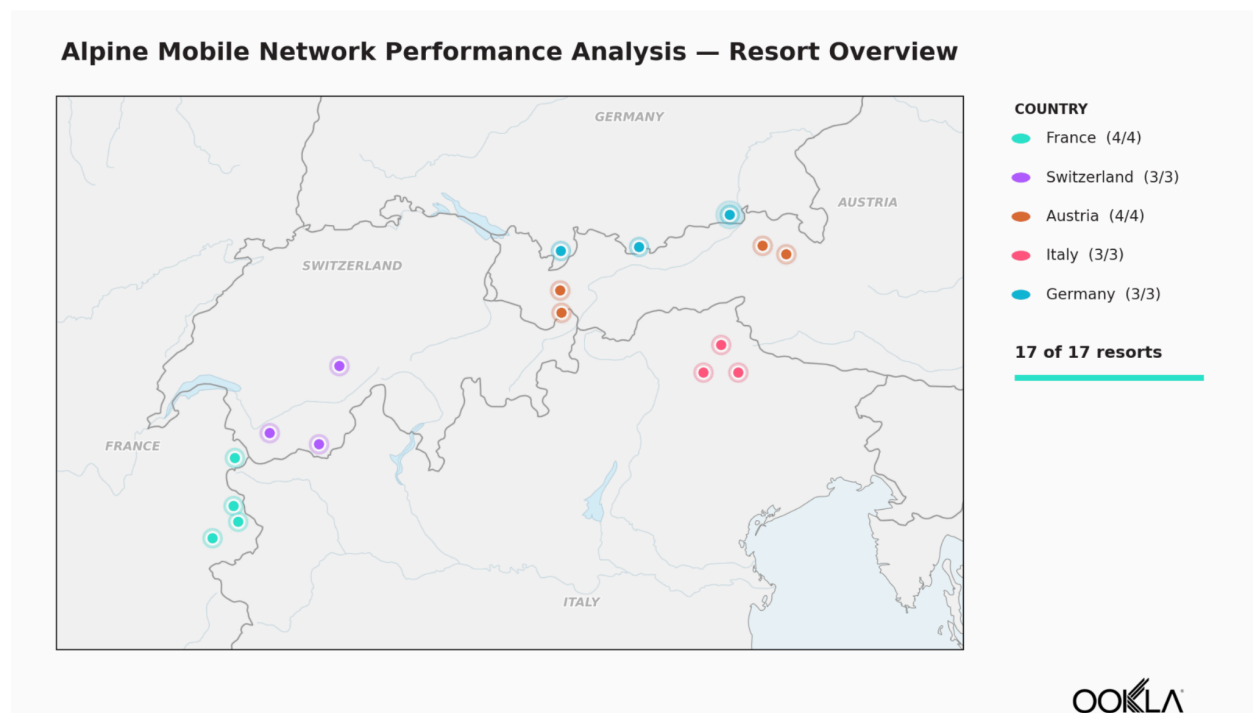 Alpine Mobile Network Performance Analysis — Resort Overview
GERMANY
AUSTRIA
SWITZERLAND
FRANCE
ITALY
COUNTRY
France (4/4)
Switzerland (3/3)
Austria (4/4)
Italy (3/3)
Germany (3/3)
17 of 17 resorts
OOKLA